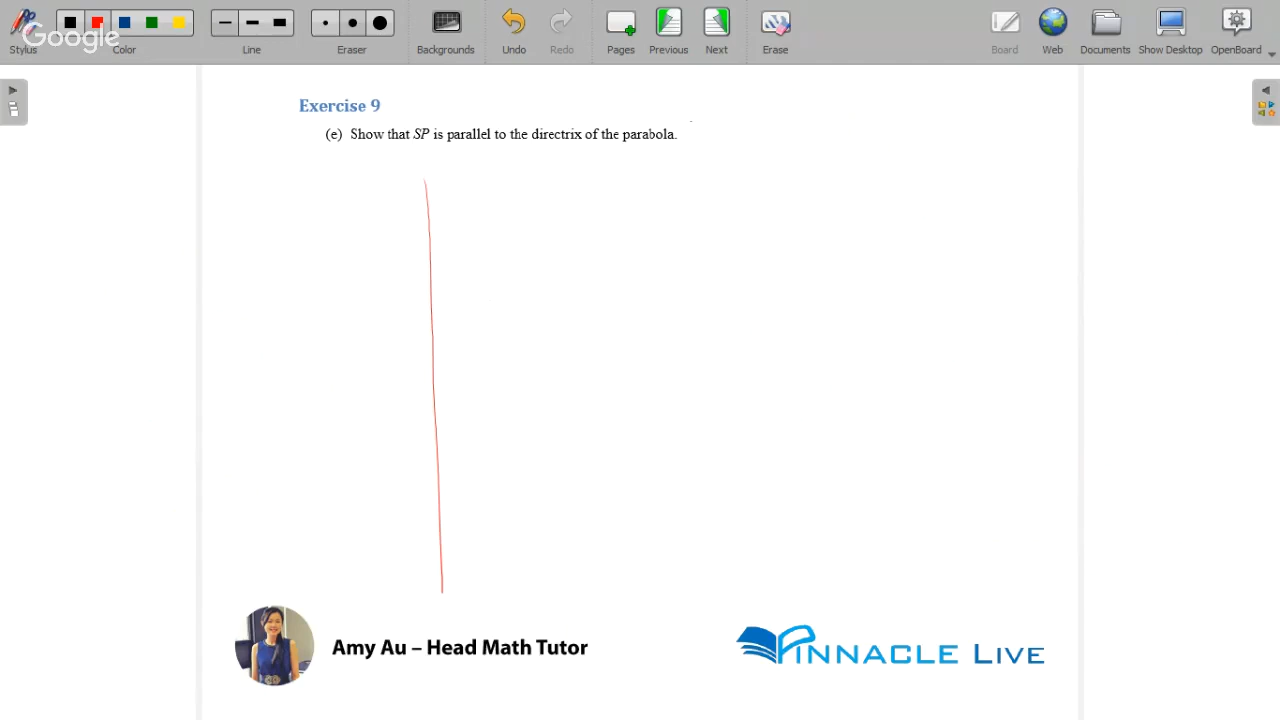 Google
Stylus Color Line Eraser Backgrounds Undo Redo Pages Previous Next Erase Board Web Documents Show Desktop OpenBoard
Exercise 9
(e) Show that SP is parallel to the directrix of the parabola.
Amy Au – Head Math Tutor
PINNACLE LIVE